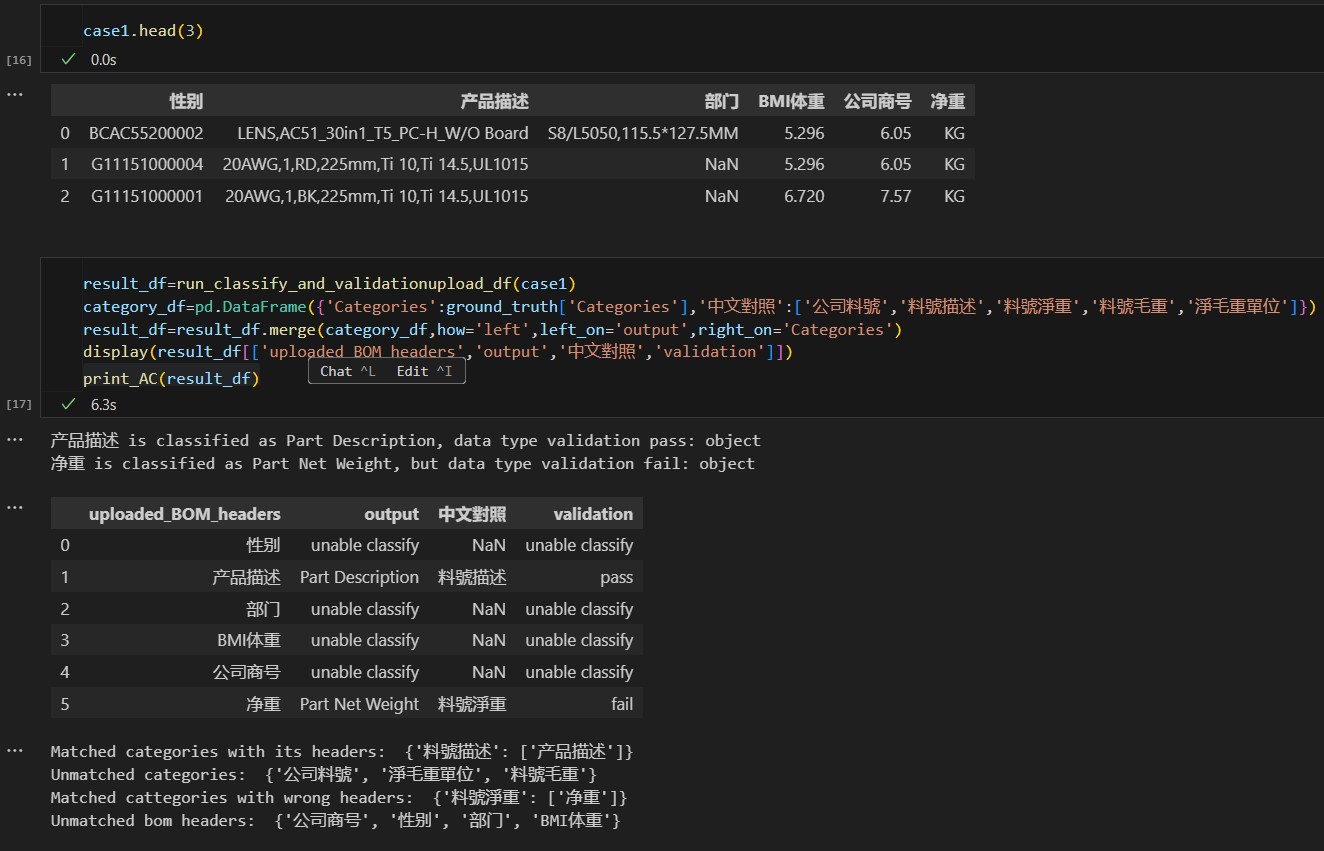 case1.head(3)
[16] ✓ 0.0s
... 性别 产品描述 部门 BMI体重 公司商号 净重
0 BCAC55200002 LENS,AC51_30in1_T5_PC-H_W/O Board S8/L5050,115.5*127.5MM 5.296 6.05 KG
1 G11151000004 20AWG,1,RD,225mm,Ti 10,Ti 14.5,UL1015 NaN 5.296 6.05 KG
2 G11151000001 20AWG,1,BK,225mm,Ti 10,Ti 14.5,UL1015 NaN 6.720 7.57 KG
result_df=run_classify_and_validationupload_df(case1)
category_df=pd.DataFrame({'Categories':ground_truth['Categories'],'中文對照':['公司料號','料號描述','料號淨重','料號毛重','淨毛重單位']})
result_df=result_df.merge(category_df,how='left',left_on='output',right_on='Categories')
display(result_df[['uploaded_BOM_headers','output','中文對照','validation']])
print_AC(result_df)
Chat ^L Edit ^I
[17] ✓ 6.3s
... 产品描述 is classified as Part Description, data type validation pass: object
净重 is classified as Part Net Weight, but data type validation fail: object
... uploaded_BOM_headers output 中文對照 validation
0 性别 unable classify NaN unable classify
1 产品描述 Part Description 料號描述 pass
2 部门 unable classify NaN unable classify
3 BMI体重 unable classify NaN unable classify
4 公司商号 unable classify NaN unable classify
5 净重 Part Net Weight 料號淨重 fail
... Matched categories with its headers: {'料號描述': ['产品描述']}
Unmatched categories: {'公司料號', '淨毛重單位', '料號毛重'}
Matched cattegories with wrong headers: {'料號淨重': ['净重']}
Unmatched bom headers: {'公司商号', '性别', '部门', 'BMI体重'}